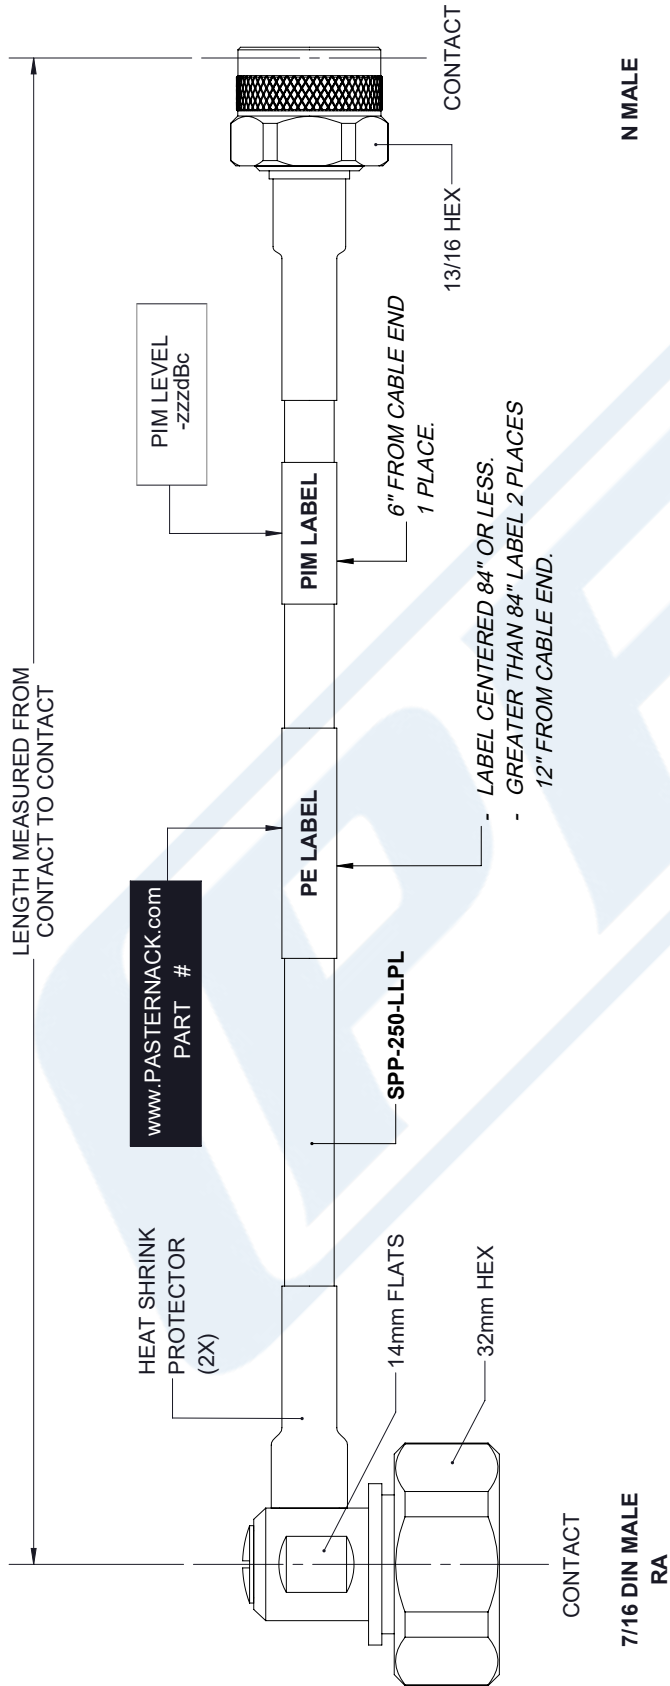 LENGTH MEASURED FROM
CONTACT TO CONTACT
HEAT SHRINK
PROTECTOR
(2X)
www.PASTERNACK.com
PART #
PIM LEVEL
-zzzdBc
PE LABEL
PIM LABEL
14mm FLATS
32mm HEX
SPP-250-LLPL
- LABEL CENTERED 84" OR LESS.
- GREATER THAN 84" LABEL 2 PLACES
12" FROM CABLE END.
6" FROM CABLE END
1 PLACE.
13/16 HEX
CONTACT
CONTACT
7/16 DIN MALE
RA
N MALE